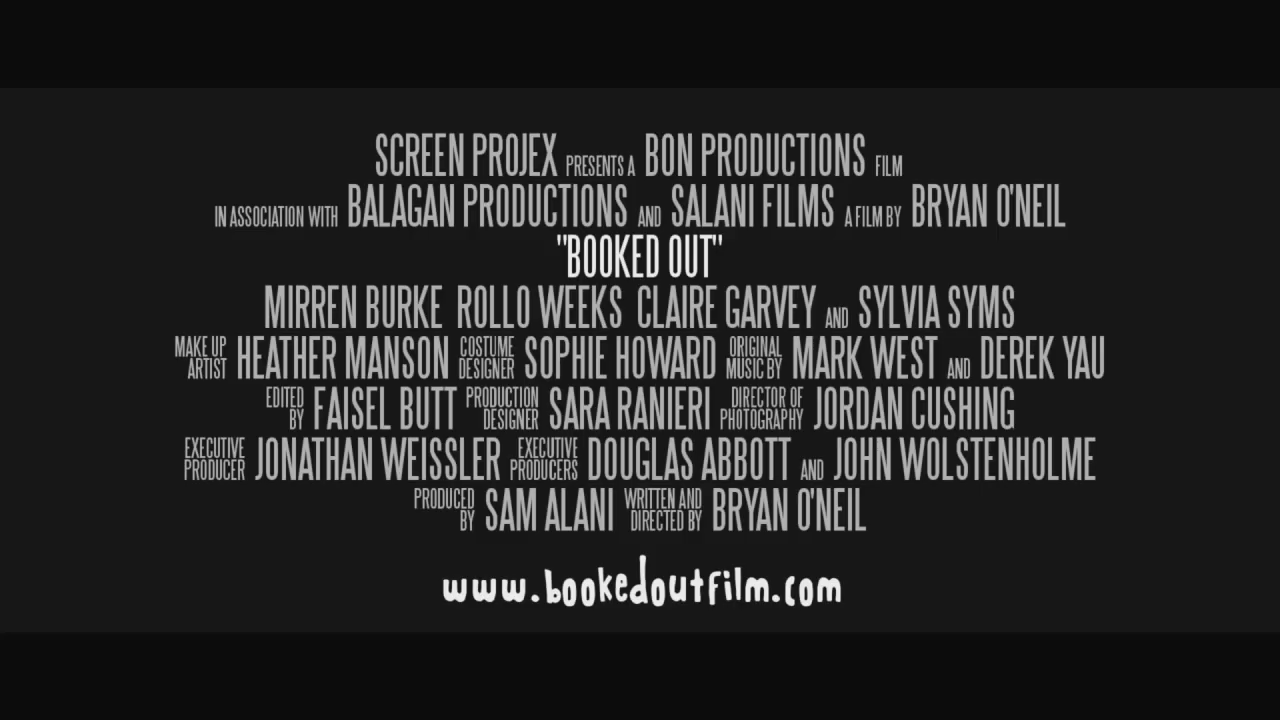 SCREEN PROJEX PRESENTS A BON PRODUCTIONS FILM
IN ASSOCIATION WITH BALAGAN PRODUCTIONS AND SALANI FILMS A FILM BY BRYAN O'NEIL
"BOOKED OUT"
MIRREN BURKE ROLLO WEEKS CLAIRE GARVEY AND SYLVIA SYMS
MAKE UP ARTIST HEATHER MANSON COSTUME DESIGNER SOPHIE HOWARD ORIGINAL MUSIC BY MARK WEST AND DEREK YAU
EDITED BY FAISEL BUTT PRODUCTION DESIGNER SARA RANIERI DIRECTOR OF PHOTOGRAPHY JORDAN CUSHING
EXECUTIVE PRODUCER JONATHAN WEISSLER EXECUTIVE PRODUCERS DOUGLAS ABBOTT AND JOHN WOLSTENHOLME
PRODUCED BY SAM ALANI WRITTEN AND DIRECTED BY BRYAN O'NEIL
www.bookedoutfilm.com